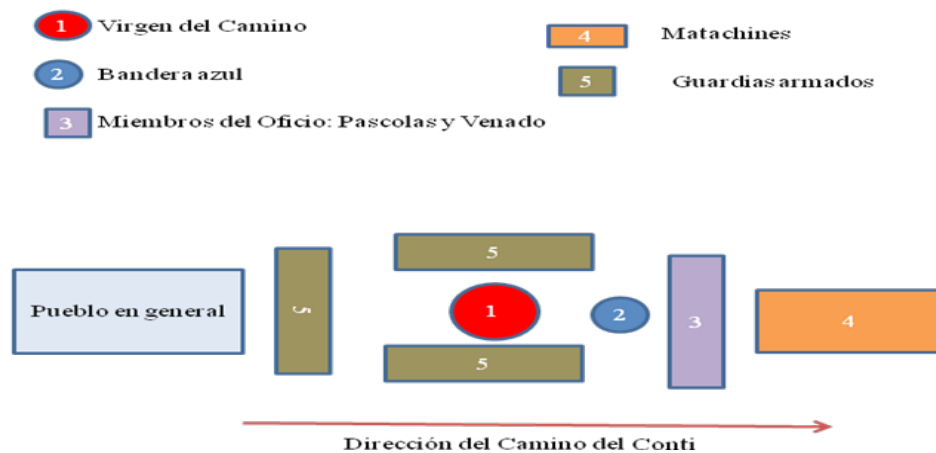 1 Virgen del Camino
4 Matachines
2 Bandera azul
5 Guardias armados
3 Miembros del Oficio: Pascolas y Venado
5
Pueblo en general
5
1
2
3
4
5
Dirección del Camino del Conti